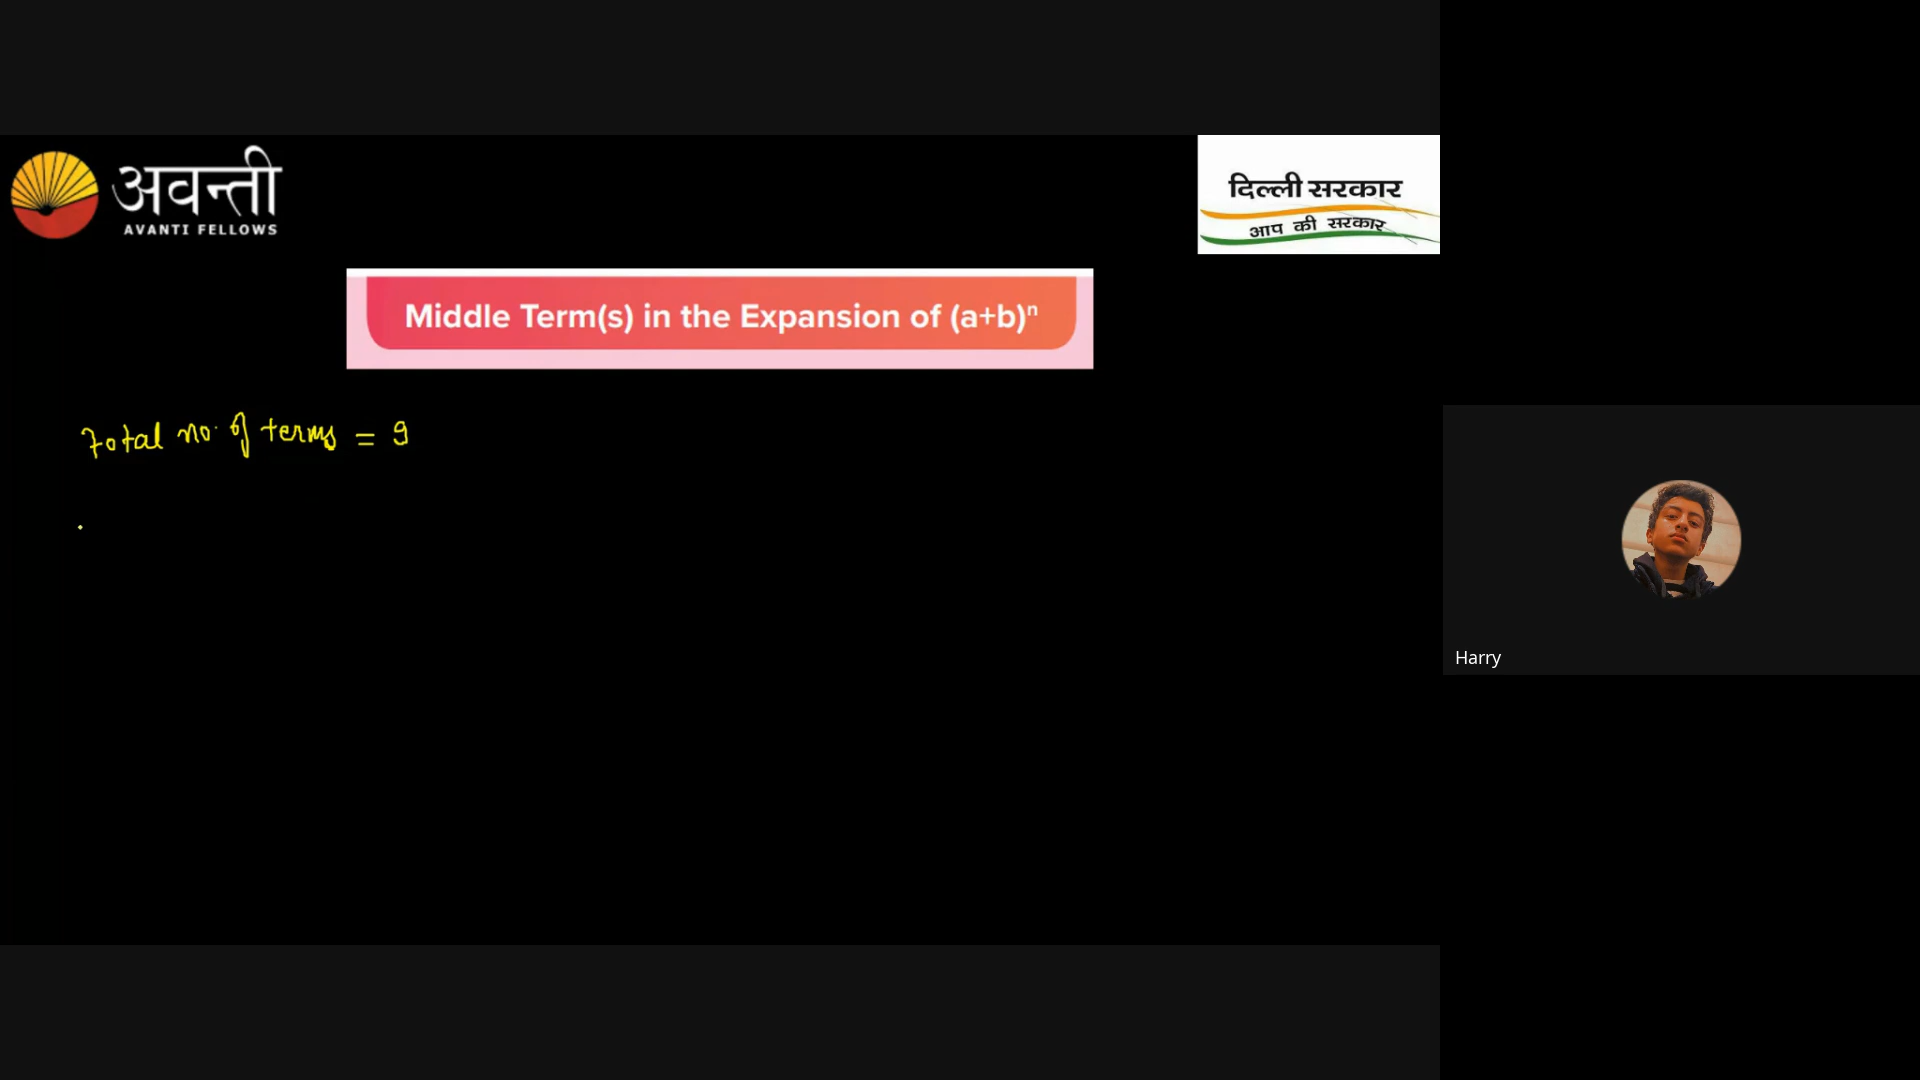 अवन्ती
AVANTI FELLOWS
दिल्ली सरकार
आप की सरकार
Middle Term(s) in the Expansion of (a+b)ⁿ
Total no. of terms = 9
Harry